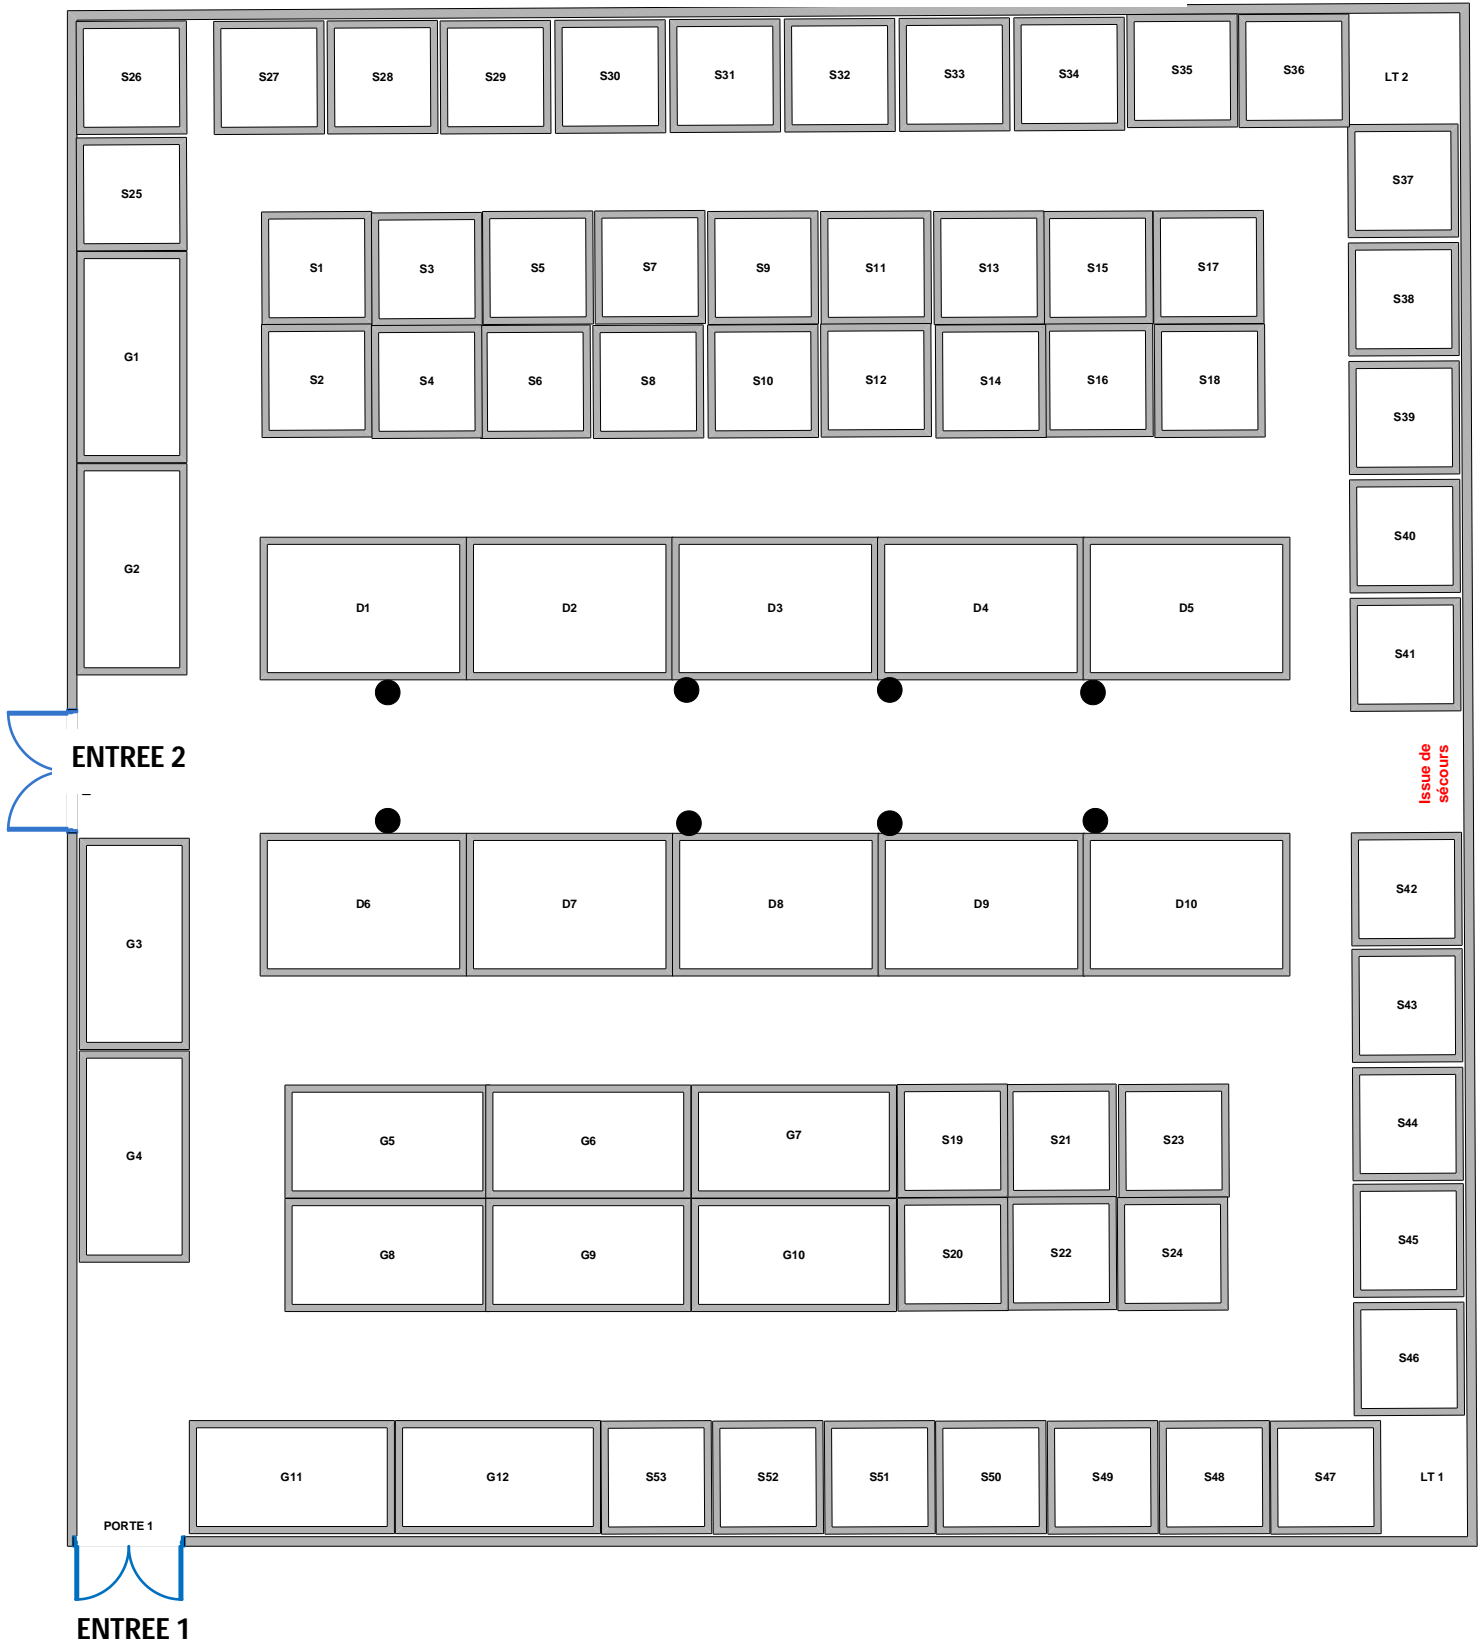 S26 S27 S28 S29 S30 S31 S32 S33 S34 S35 S36 LT 2
S25 S37
S1 S3 S5 S7 S9 S11 S13 S15 S17
S38
G1
S2 S4 S6 S8 S10 S12 S14 S16 S18
S39
S40
G2
D1 D2 D3 D4 D5
S41
ENTREE 2
Issue de
sécours
D6 D7 D8 D9 D10
S42
G3
S43
G5 G6 G7 S19 S21 S23
S44
G4
G8 G9 G10 S20 S22 S24
S45
S46
G11 G12 S53 S52 S51 S50 S49 S48 S47 LT 1
PORTE 1
ENTREE 1